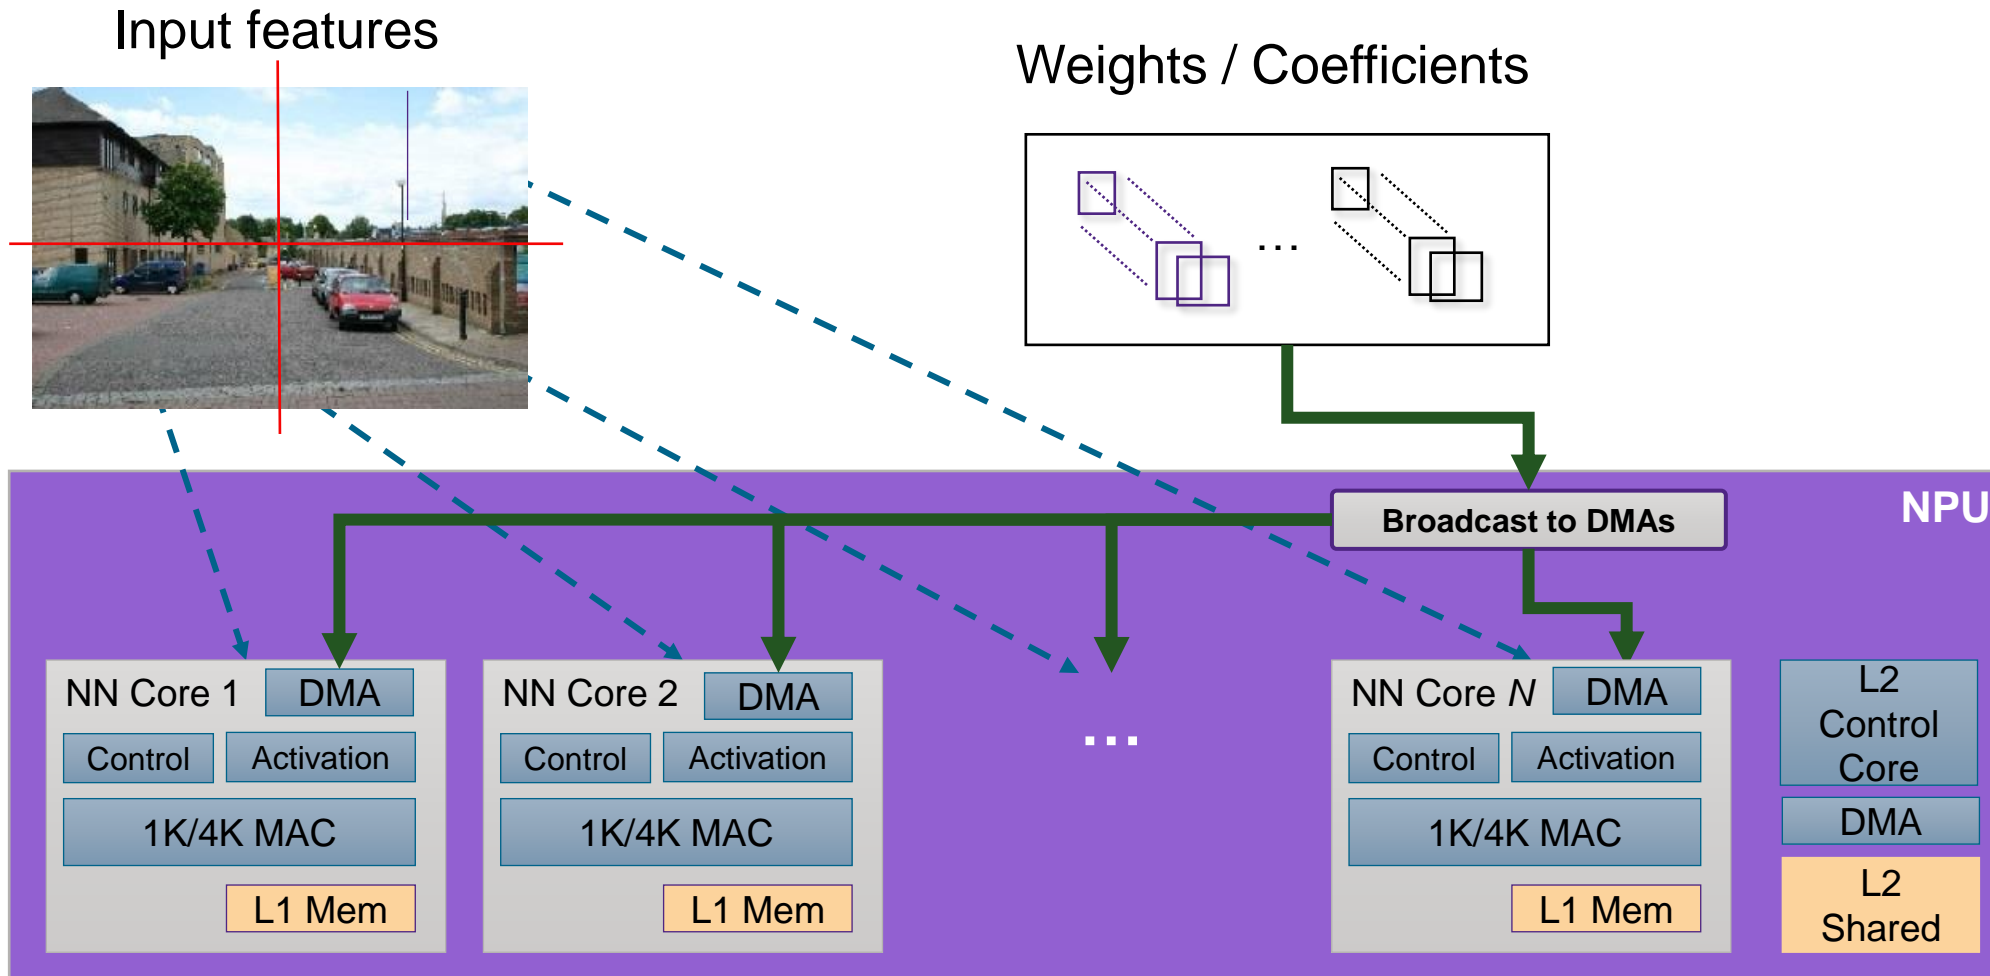 Input features
Weights / Coefficients
...
NPU
Broadcast to DMAs
NN Core 1
DMA
Control
Activation
1K/4K MAC
L1 Mem
NN Core 2
DMA
Control
Activation
1K/4K MAC
L1 Mem
...
NN Core N
DMA
Control
Activation
1K/4K MAC
L1 Mem
L2
Control
Core
DMA
L2
Shared